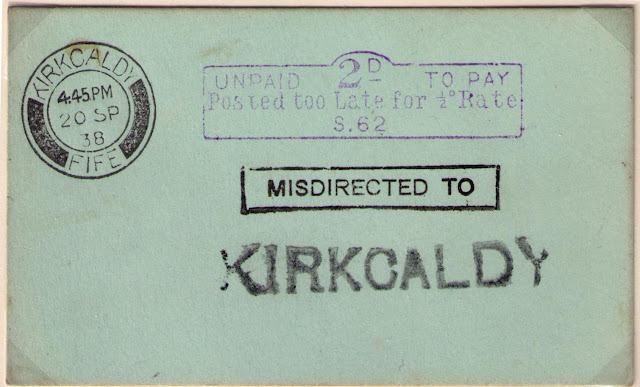 KIRKCALDY
4.45PM
20 SP
38
FIFE
UNPAID 2D TO PAY
Posted too Late for ½D Rate
S.62
MISDIRECTED TO
KIRKCALDY